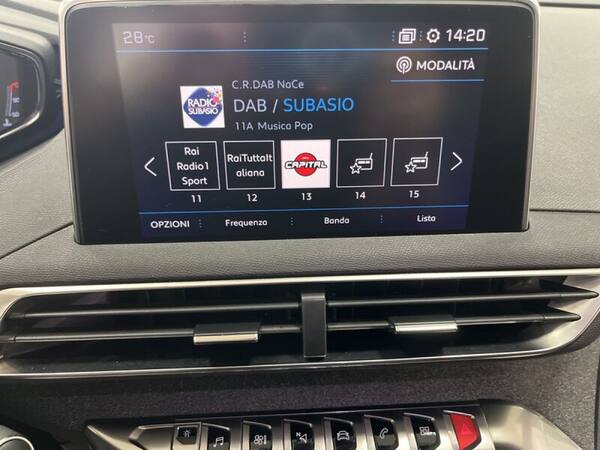 28°C
14:20
MODALITÀ
C.R.DAB NaCe
RADIO SUBASIO
DAB / SUBASIO
11A Musica Pop
Rai Radio1 Sport
RaiTuttaIt aliana
CAPITAL
11 12 13 14 15
OPZIONI Frequenza Banda Lista